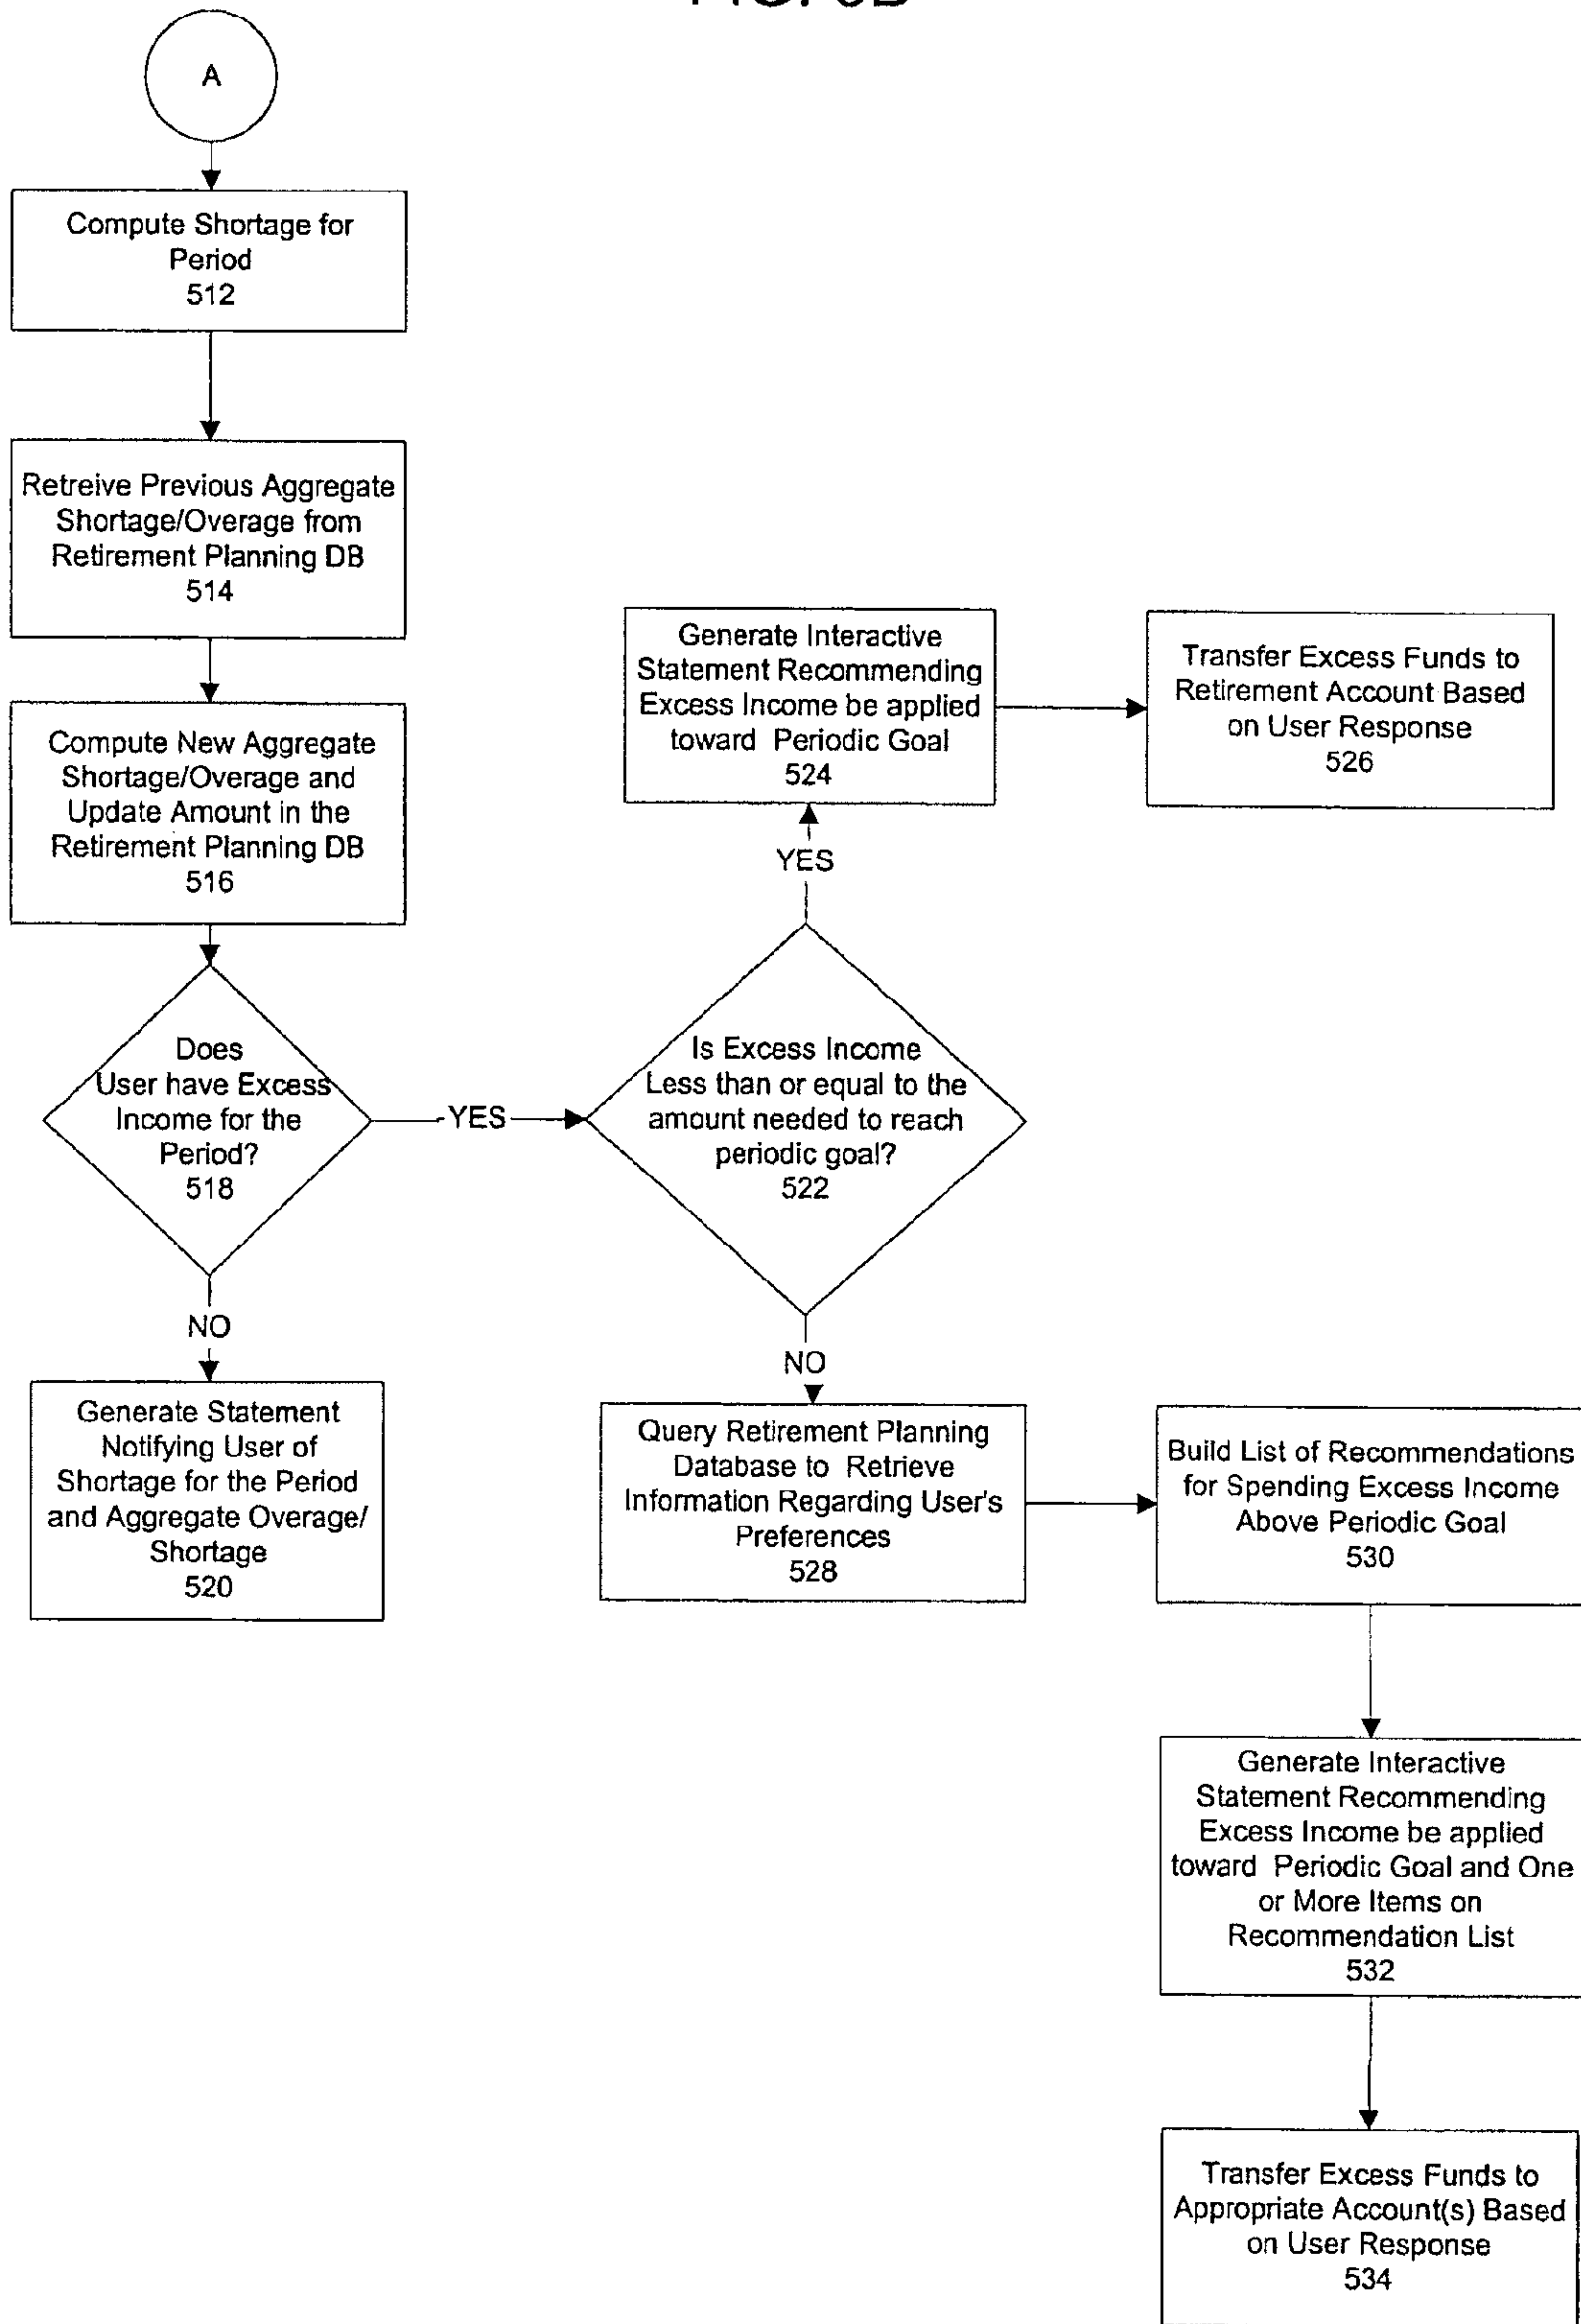 A
Compute Shortage for
Period
512
Retreive Previous Aggregate
Shortage/Overage from
Retirement Planning DB
514
Compute New Aggregate
Shortage/Overage and
Update Amount in the
Retirement Planning DB
516
Does
User have Excess
Income for the
Period?
518
YES
NO
Generate Statement
Notifying User of
Shortage for the Period
and Aggregate Overage/
Shortage
520
Is Excess Income
Less than or equal to the
amount needed to reach
periodic goal?
522
YES
Generate Interactive
Statement Recommending
Excess Income be applied
toward Periodic Goal
524
Transfer Excess Funds to
Retirement Account Based
on User Response
526
NO
Query Retirement Planning
Database to Retrieve
Information Regarding User's
Preferences
528
Build List of Recommendations
for Spending Excess Income
Above Periodic Goal
530
Generate Interactive
Statement Recommending
Excess Income be applied
toward Periodic Goal and One
or More Items on
Recommendation List
532
Transfer Excess Funds to
Appropriate Account(s) Based
on User Response
534